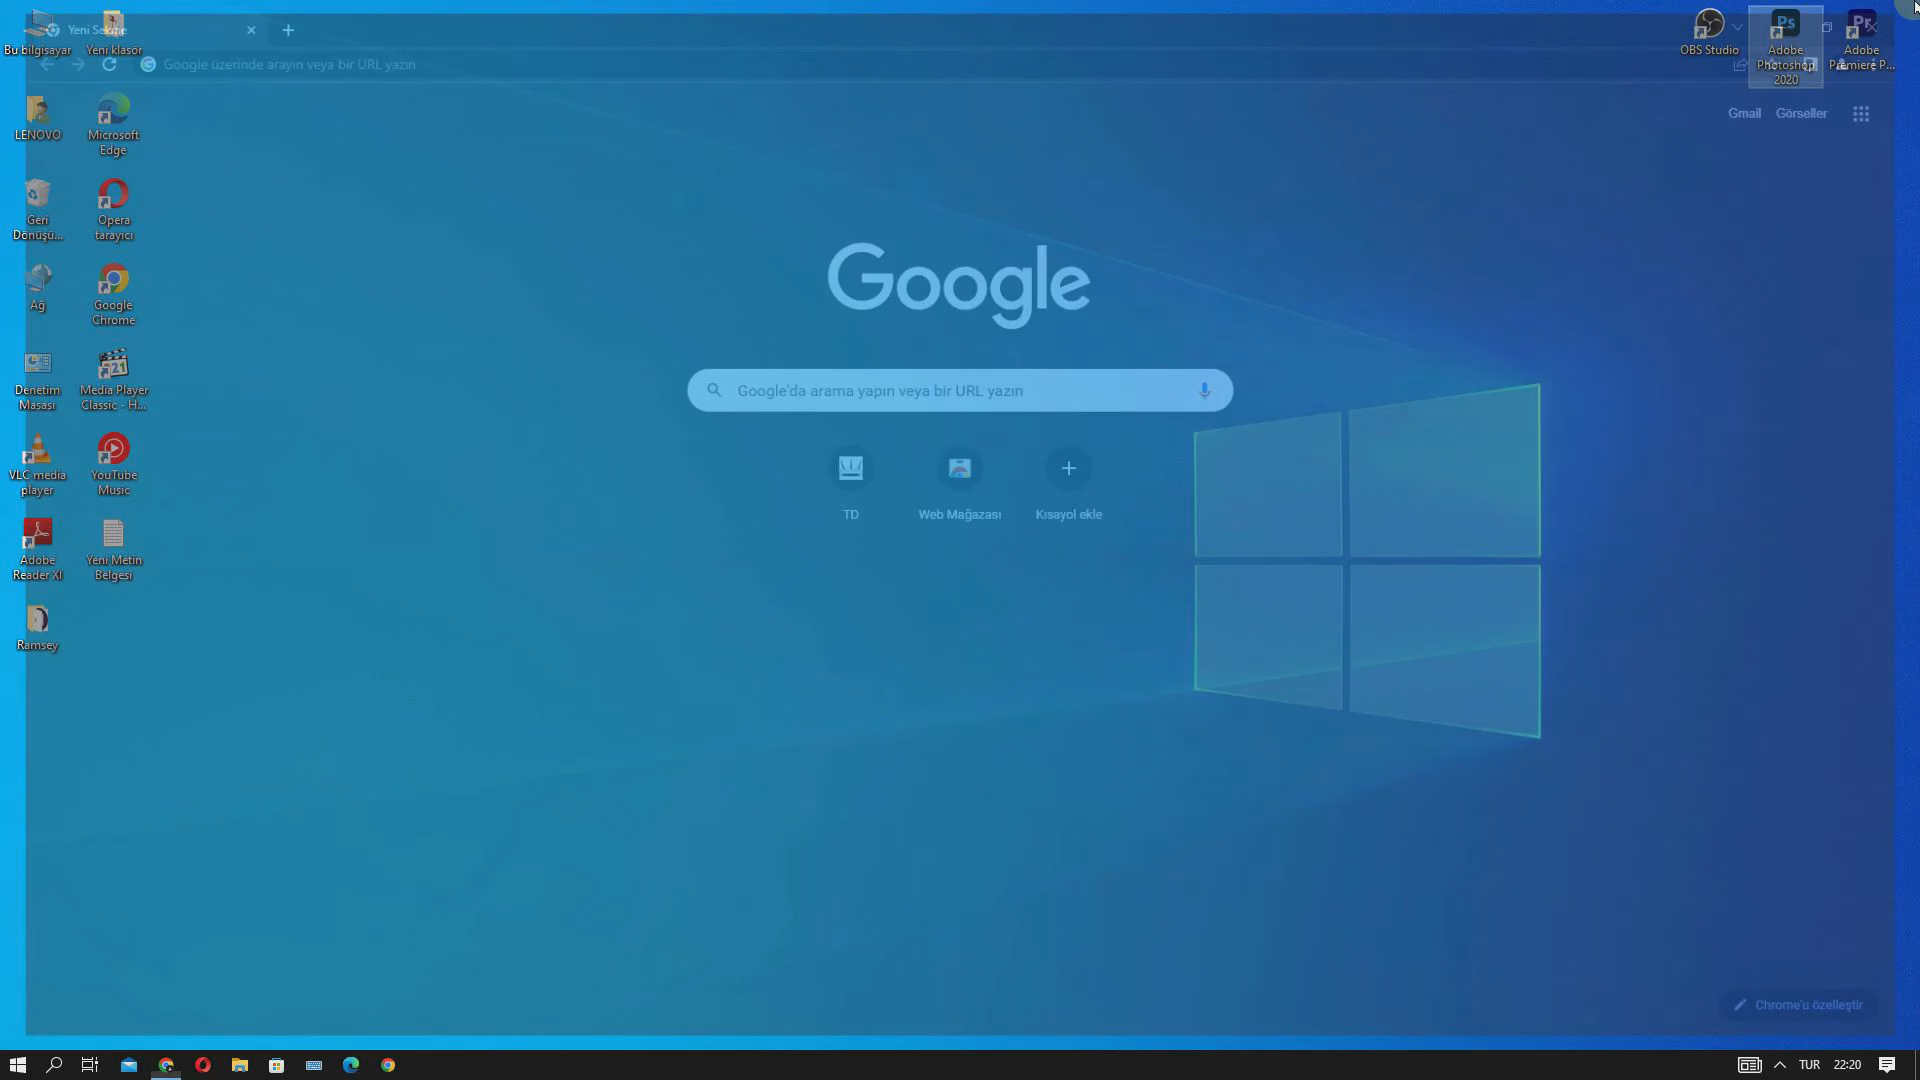 Yeni Sekme
Google üzerinde arayın veya bir URL yazın
Bu bilgisayar
Yeni klasör
OBS Studio
Adobe
Photoshop
2020
Adobe
Premiere P...
Gmail
Görseller
LENOVO
Microsoft
Edge
Geri
Dönüşü...
Opera
tarayıcı
Ağ
Google
Chrome
Denetim
Masası
Media Player
Classic - H...
VLC media
player
YouTube
Music
Adobe
Reader XI
Yeni Metin
Belgesi
Ramsey
Google
Google'da arama yapın veya bir URL yazın
TD
Web Mağazası
Kısayol ekle
Chrome'u özelleştir
TUR
22:20
Ps
Pr
321